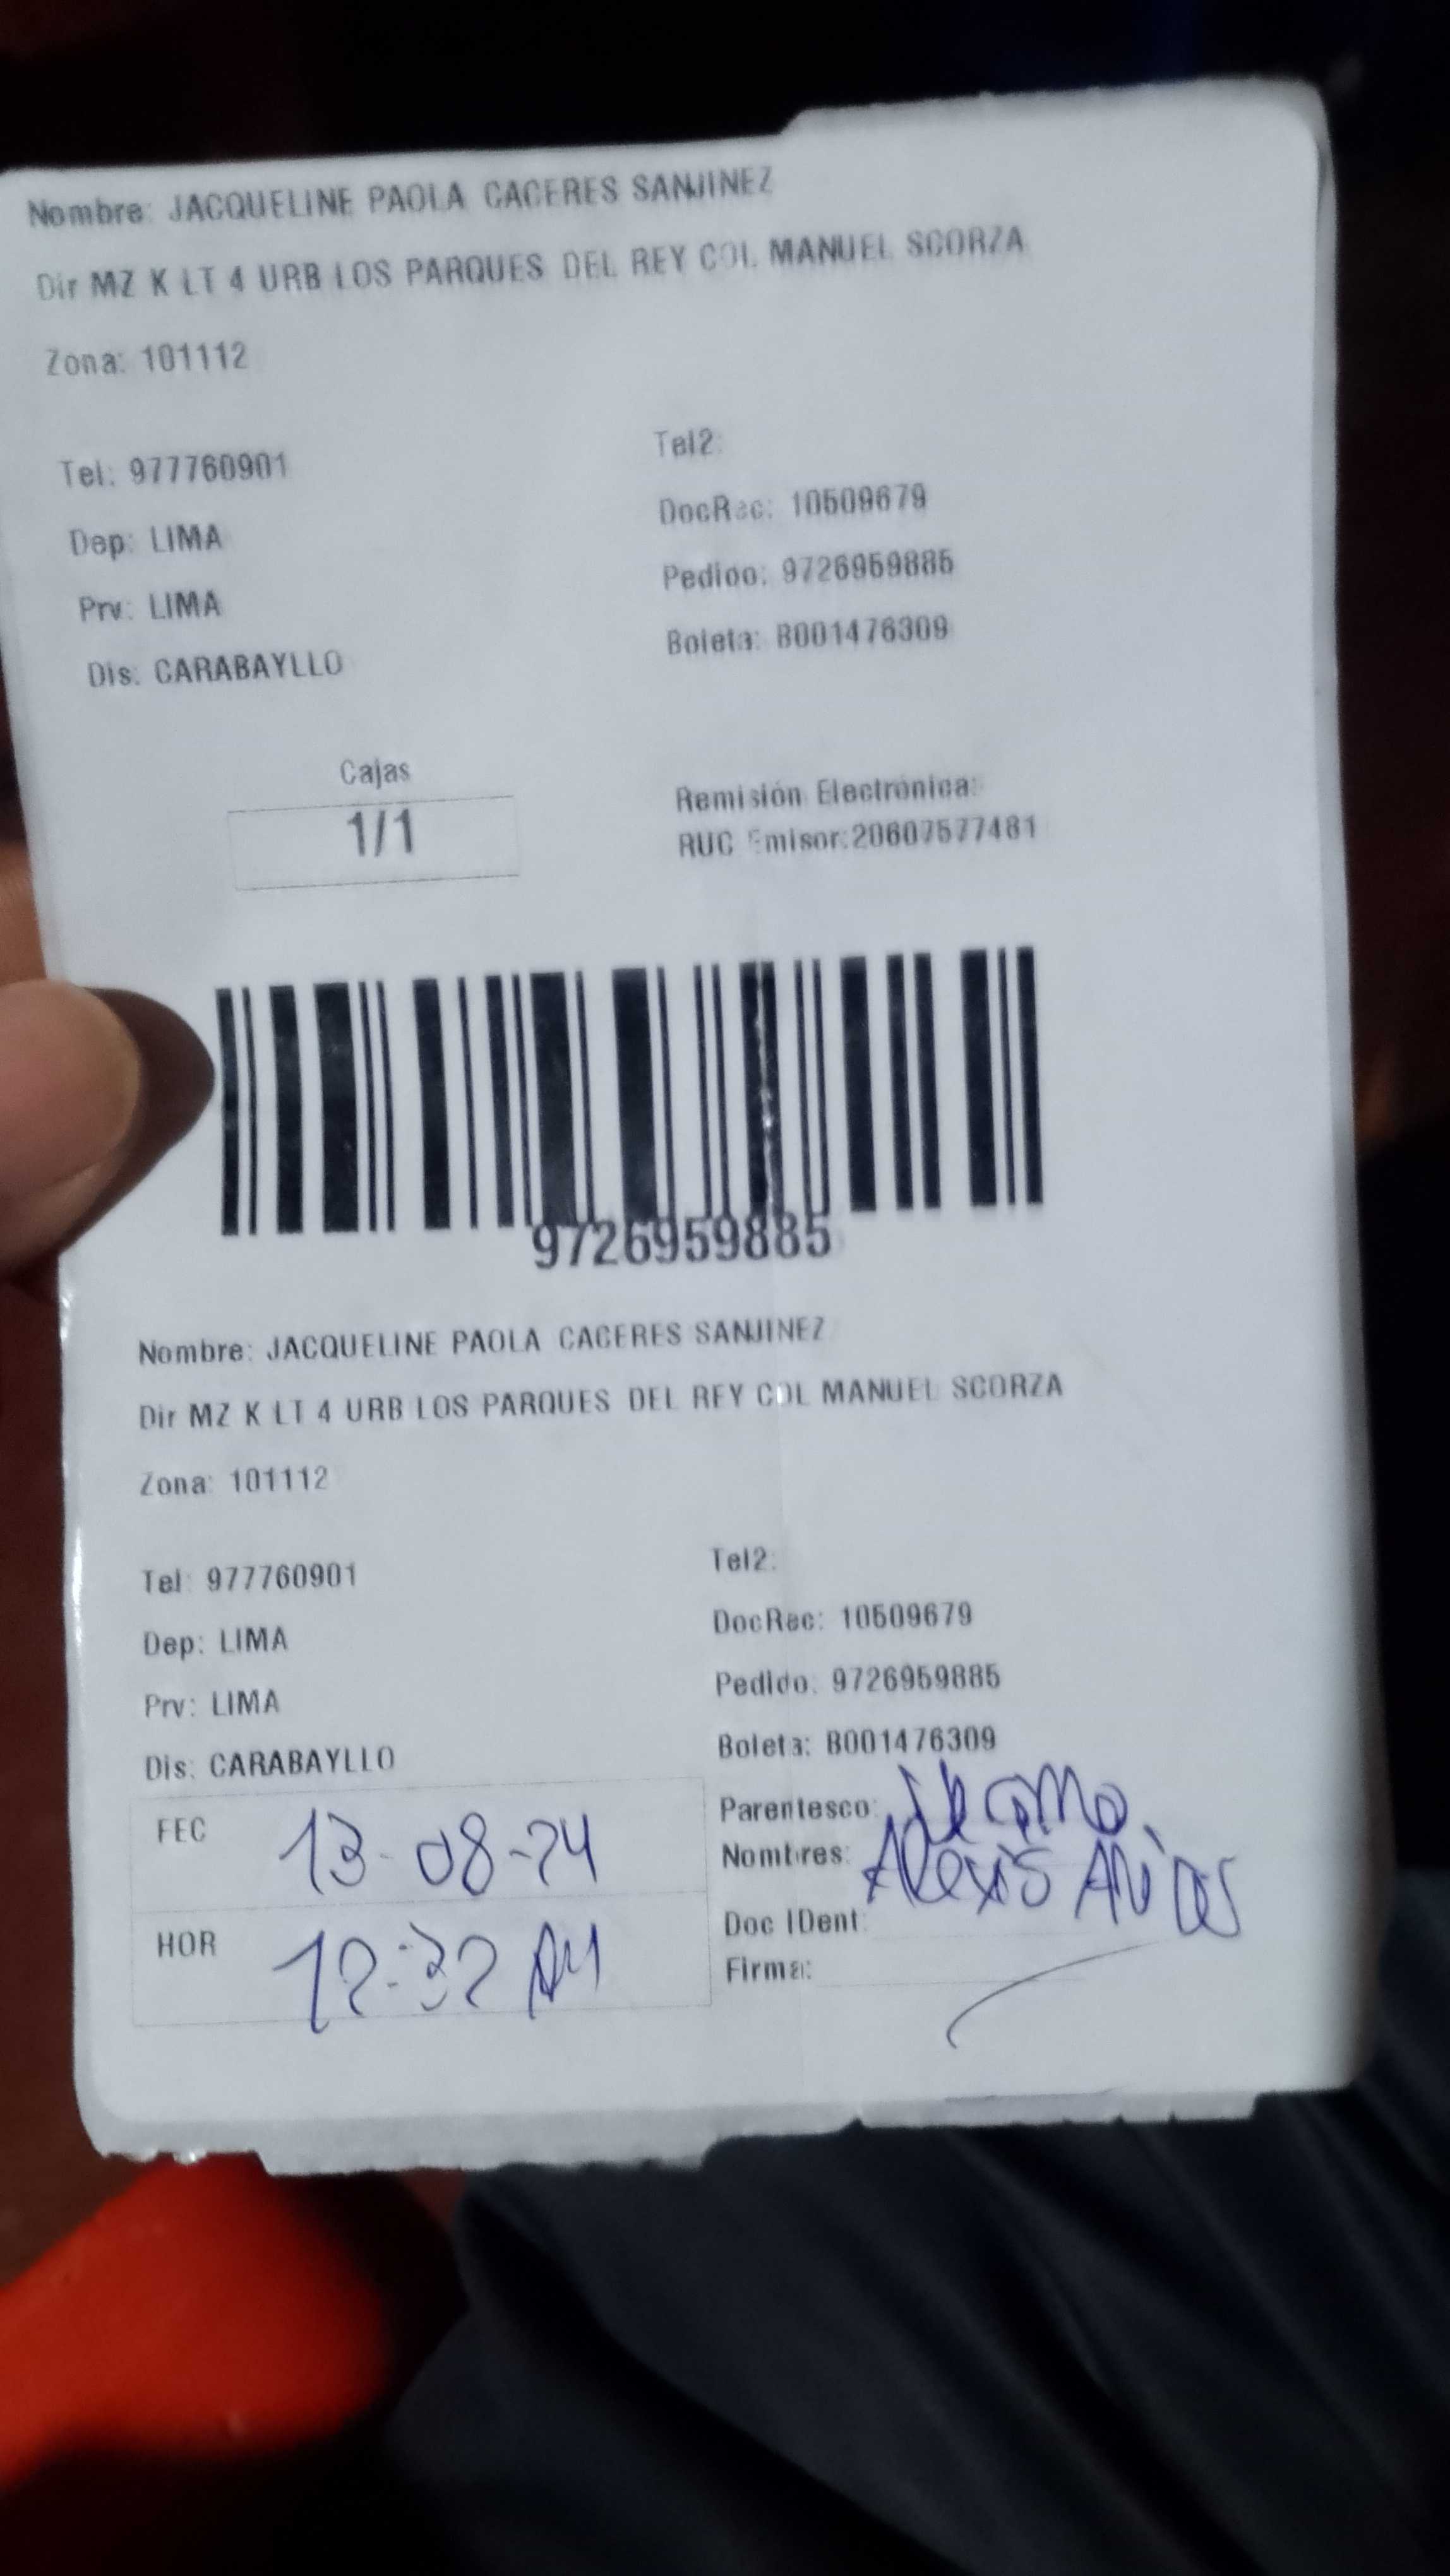 Nombre: JACQUELINE PAOLA CACERES SANJINEZ
Dir MZ K LT 4 URB LOS PARQUES DEL REY COL MANUEL SCORZA
Zona: 101112
Tel: 977760901
Tel2:
Dep: LIMA
DocRec: 10509679
Prv: LIMA
Pedido: 9726959885
Dis: CARABAYLLO
Boleta: B001476309
Cajas
1/1
Remisión Electrónica:
RUC Emisor:20607577481
9726959885
Nombre: JACQUELINE PAOLA CACERES SANJINEZ
Dir MZ K LT 4 URB LOS PARQUES DEL REY COL MANUEL SCORZA
Zona: 101112
Tel: 977760901
Tel2:
Dep: LIMA
DocRec: 10509679
Prv: LIMA
Pedido: 9726959885
Dis: CARABAYLLO
Boleta: B001476309
FEC 13-08-24
Parentesco:
Nombres: Alexis Arias
HOR 12:32
Doc IDent:
Firma: